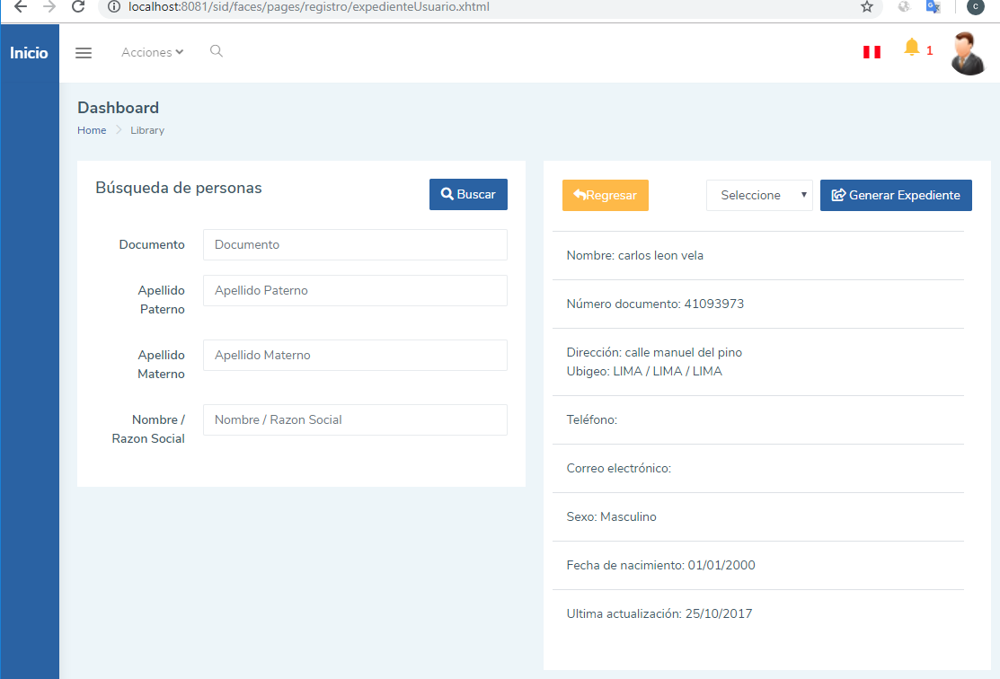 localhost:8081/sid/faces/pages/registro/expedienteUsuario.xhtml
C
Inicio
Acciones
1
Dashboard
Home
Library
Búsqueda de personas
Buscar
Documento
Documento
Apellido
Paterno
Apellido Paterno
Apellido
Materno
Apellido Materno
Nombre /
Razon Social
Nombre / Razon Social
Regresar
Seleccione
Generar Expediente
Nombre: carlos leon vela
Número documento: 41093973
Dirección: calle manuel del pino
Ubigeo: LIMA / LIMA / LIMA
Teléfono:
Correo electrónico:
Sexo: Masculino
Fecha de nacimiento: 01/01/2000
Ultima actualización: 25/10/2017